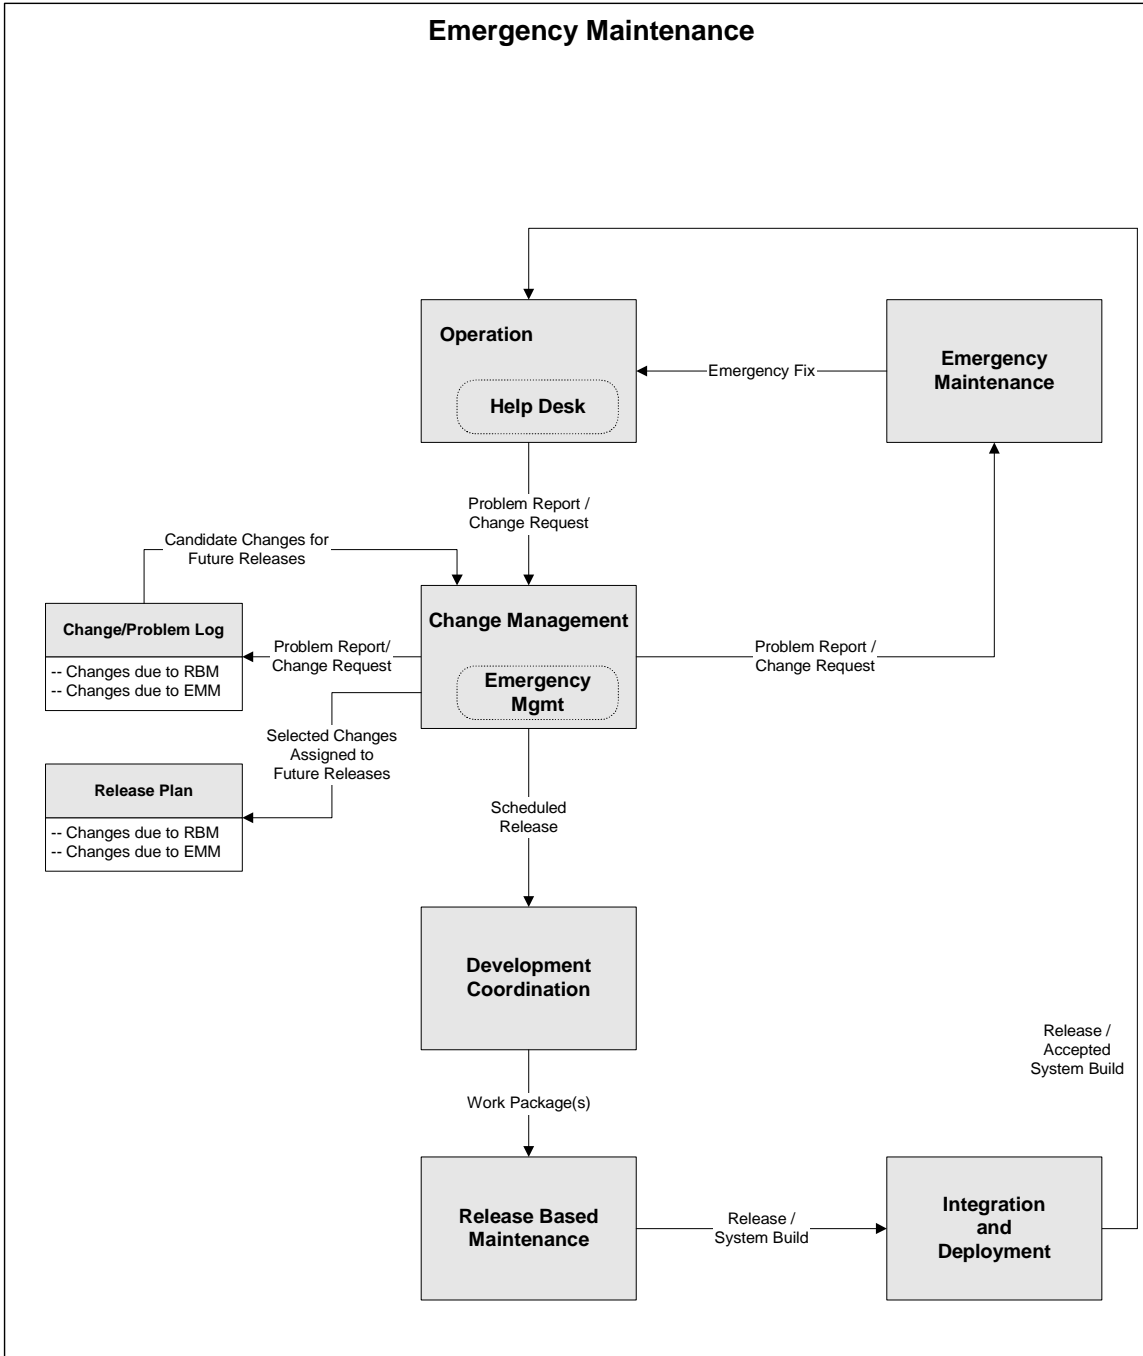 Emergency Maintenance
Operation
Help Desk
Emergency Fix
Emergency
Maintenance
Problem Report /
Change Request
Candidate Changes for
Future Releases
Change/Problem Log
-- Changes due to RBM
-- Changes due to EMM
Problem Report/
Change Request
Change Management
Emergency
Mgmt
Problem Report /
Change Request
Selected Changes
Assigned to
Future Releases
Release Plan
-- Changes due to RBM
-- Changes due to EMM
Scheduled
Release
Development
Coordination
Release /
Accepted
System Build
Work Package(s)
Release Based
Maintenance
Release /
System Build
Integration
and
Deployment